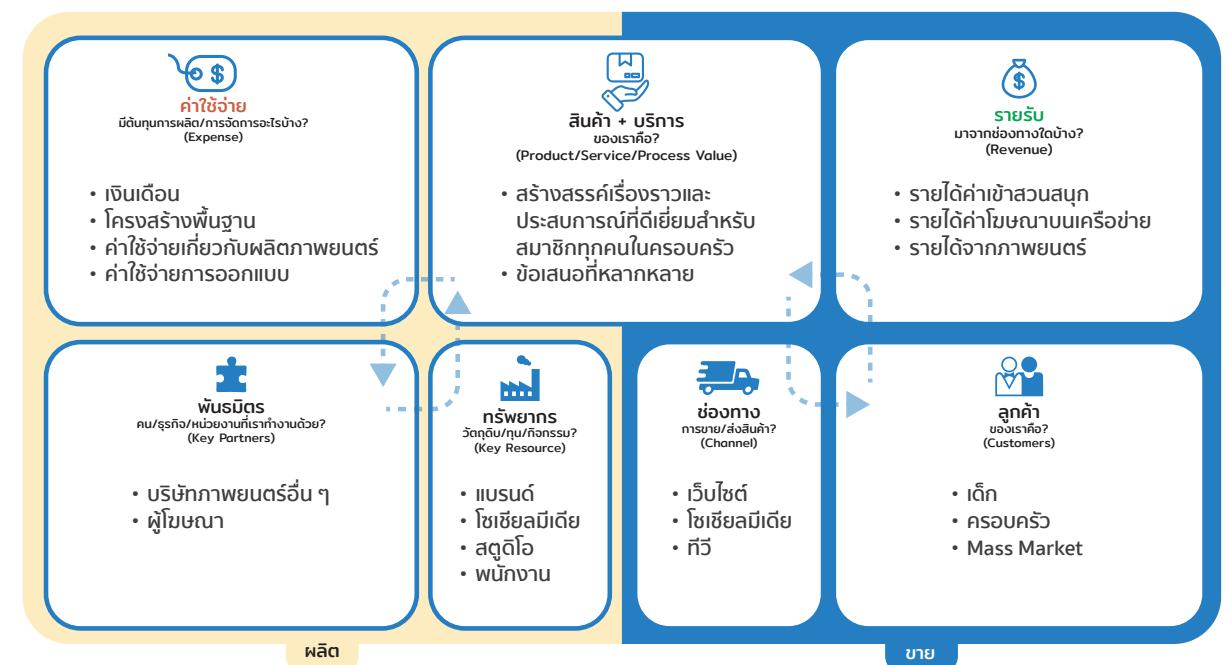 ค่าใช้จ่าย
มีต้นทุนการผลิต/การจัดการอะไรบ้าง?
(Expense)
• เงินเดือน
• โครงสร้างพื้นฐาน
• ค่าใช้จ่ายเกี่ยวกับผลิตภาพยนตร์
• ค่าใช้จ่ายการออกแบบ
สินค้า + บริการ
ของเราคือ?
(Product/Service/Process Value)
• สร้างสรรค์เรื่องราวและ
ประสบการณ์ที่ดีเยี่ยมสำหรับ
สมาชิกทุกคนในครอบครัว
• ข้อเสนอที่หลากหลาย
รายรับ
มาจากช่องทางใดบ้าง?
(Revenue)
• รายได้ค่าเข้าสวนสนุก
• รายได้ค่าโฆษณาบนเครือข่าย
• รายได้จากภาพยนตร์
พันธมิตร
คน/ธุรกิจ/หน่วยงานที่เราทำงานด้วย?
(Key Partners)
• บริษัทภาพยนตร์อื่น ๆ
• ผู้โฆษณา
ทรัพยากร
วัตถุดิบ/ทุน/กิจกรรม?
(Key Resource)
• แบรนด์
• โซเชียลมีเดีย
• สตูดิโอ
• พนักงาน
ช่องทาง
การขาย/ส่งสินค้า?
(Channel)
• เว็บไซต์
• โซเชียลมีเดีย
• ทีวี
ลูกค้า
ของเราคือ?
(Customers)
• เด็ก
• ครอบครัว
• Mass Market
ผลิต
ขาย